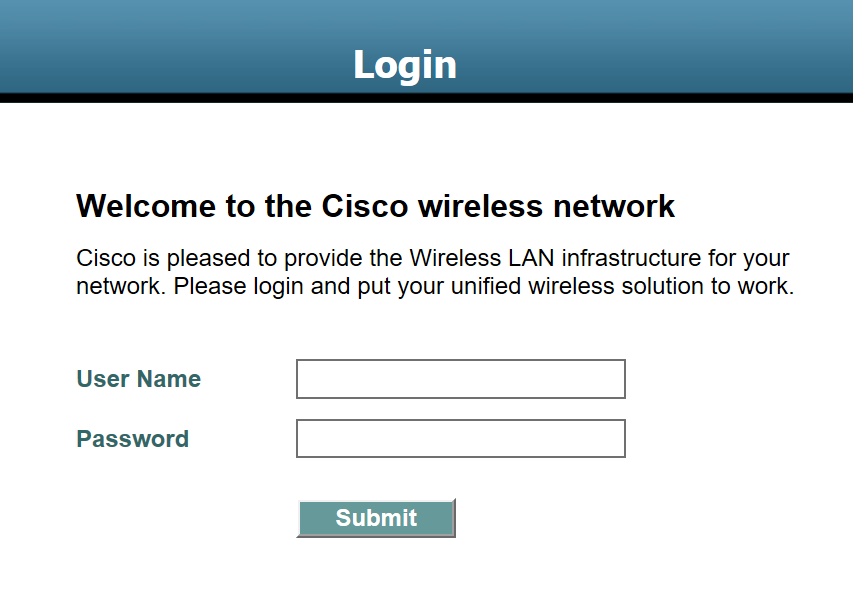 Login
Welcome to the Cisco wireless network
Cisco is pleased to provide the Wireless LAN infrastructure for your
network. Please login and put your unified wireless solution to work.
User Name
Password
Submit